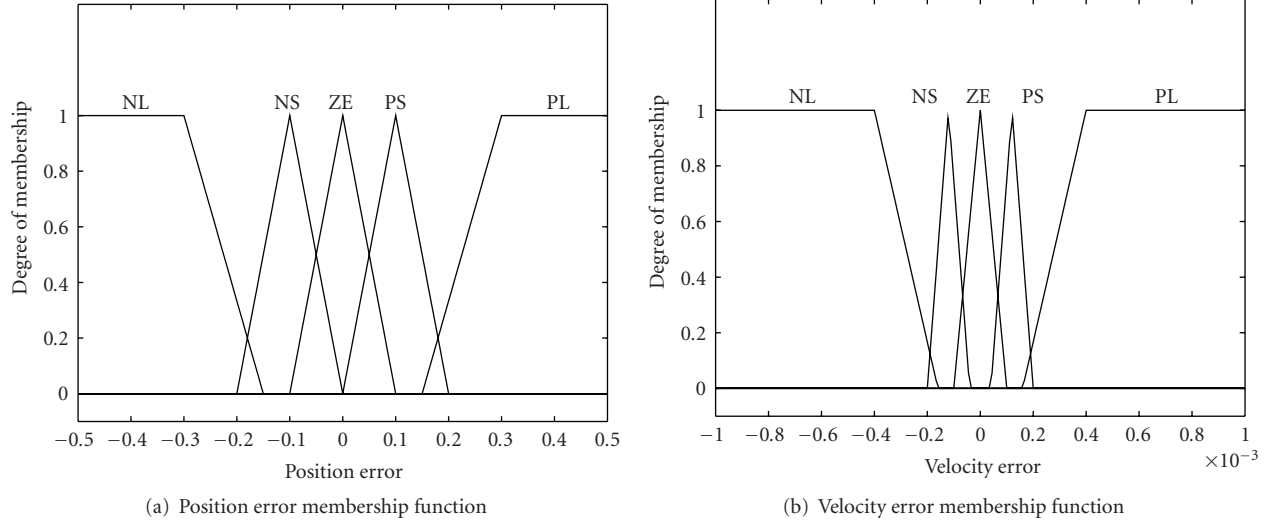 NL NS ZE PS PL
1
0.8
0.6
0.4
0.2
0
Degree of membership
−0.5 −0.4 −0.3 −0.2 −0.1 0 0.1 0.2 0.3 0.4 0.5
Position error
(a) Position error membership function
NL NS ZE PS PL
1
0.8
0.6
0.4
0.2
0
Degree of membership
−1 −0.8 −0.6 −0.4 −0.2 0 0.2 0.4 0.6 0.8 1
×10−3
Velocity error
(b) Velocity error membership function